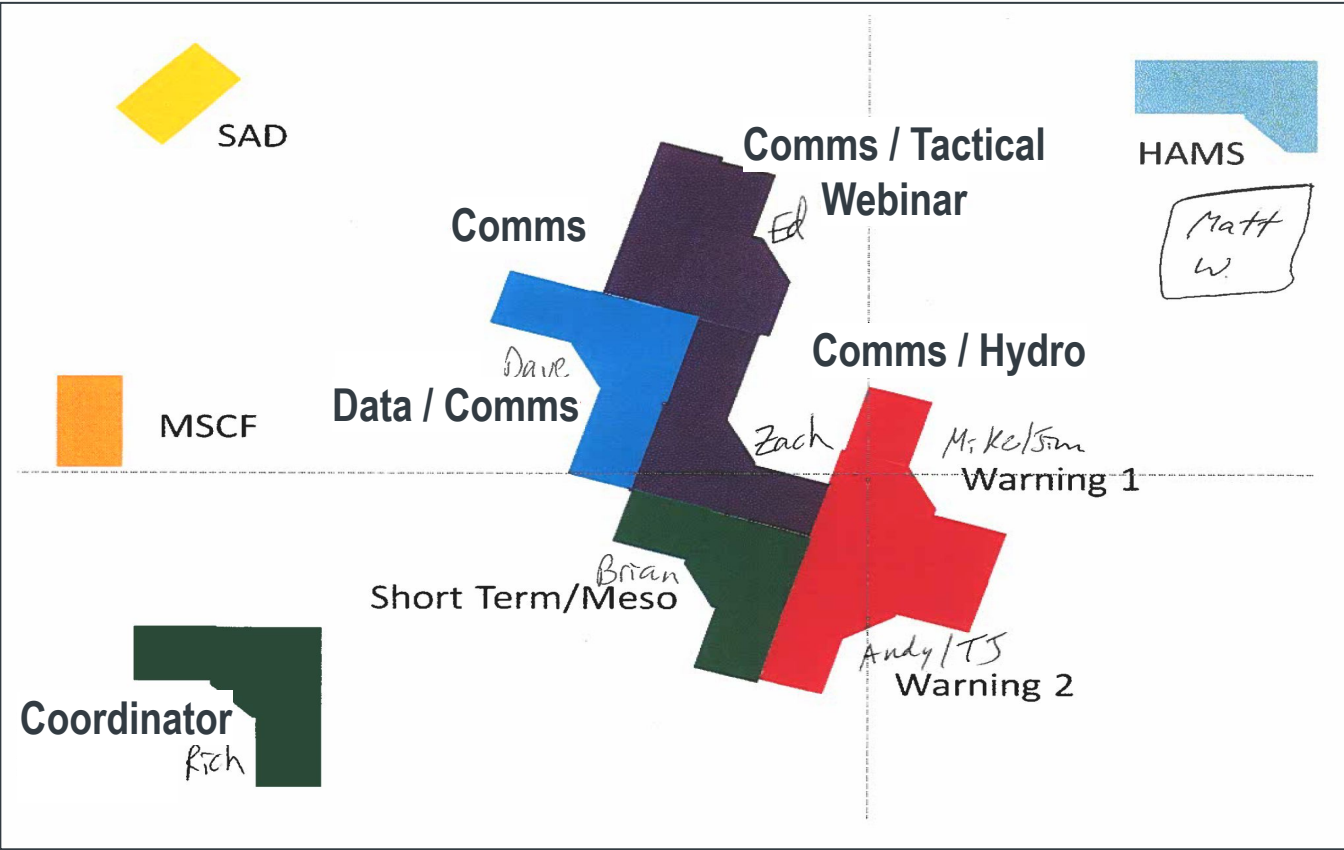 SAD
HAMS
Matt
W.
Comms / Tactical
Webinar
Ed
Comms
Dave
Data / Comms
MSCF
Comms / Hydro
Zach
Mike/Jim
Warning 1
Brian
Short Term/Meso
Andy/TJ
Warning 2
Coordinator
Rich